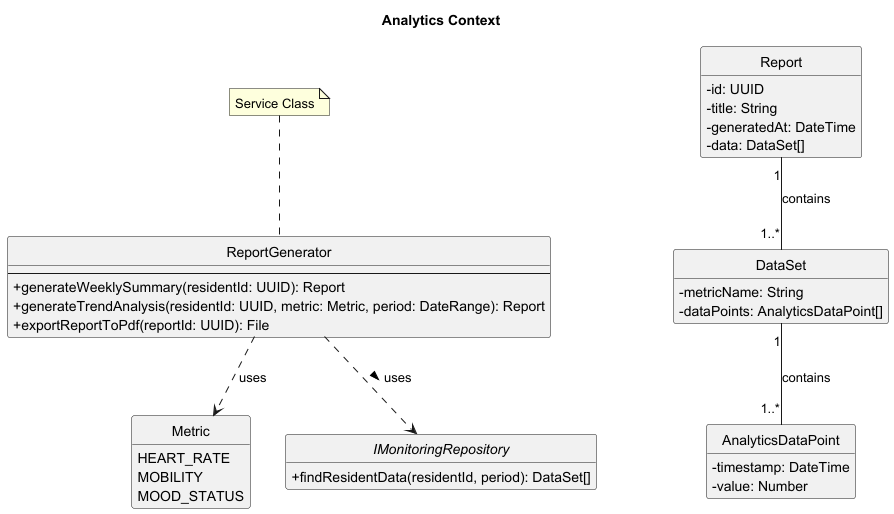 Analytics Context
Service Class
ReportGenerator
+generateWeeklySummary(residentId: UUID): Report
+generateTrendAnalysis(residentId: UUID, metric: Metric, period: DateRange): Report
+exportReportToPdf(reportId: UUID): File
uses
uses
Metric
HEART_RATE
MOBILITY
MOOD_STATUS
IMonitoringRepository
+findResidentData(residentId, period): DataSet[]
Report
-id: UUID
-title: String
-generatedAt: DateTime
-data: DataSet[]
1
contains
1..*
DataSet
-metricName: String
-dataPoints: AnalyticsDataPoint[]
1
contains
1..*
AnalyticsDataPoint
-timestamp: DateTime
-value: Number